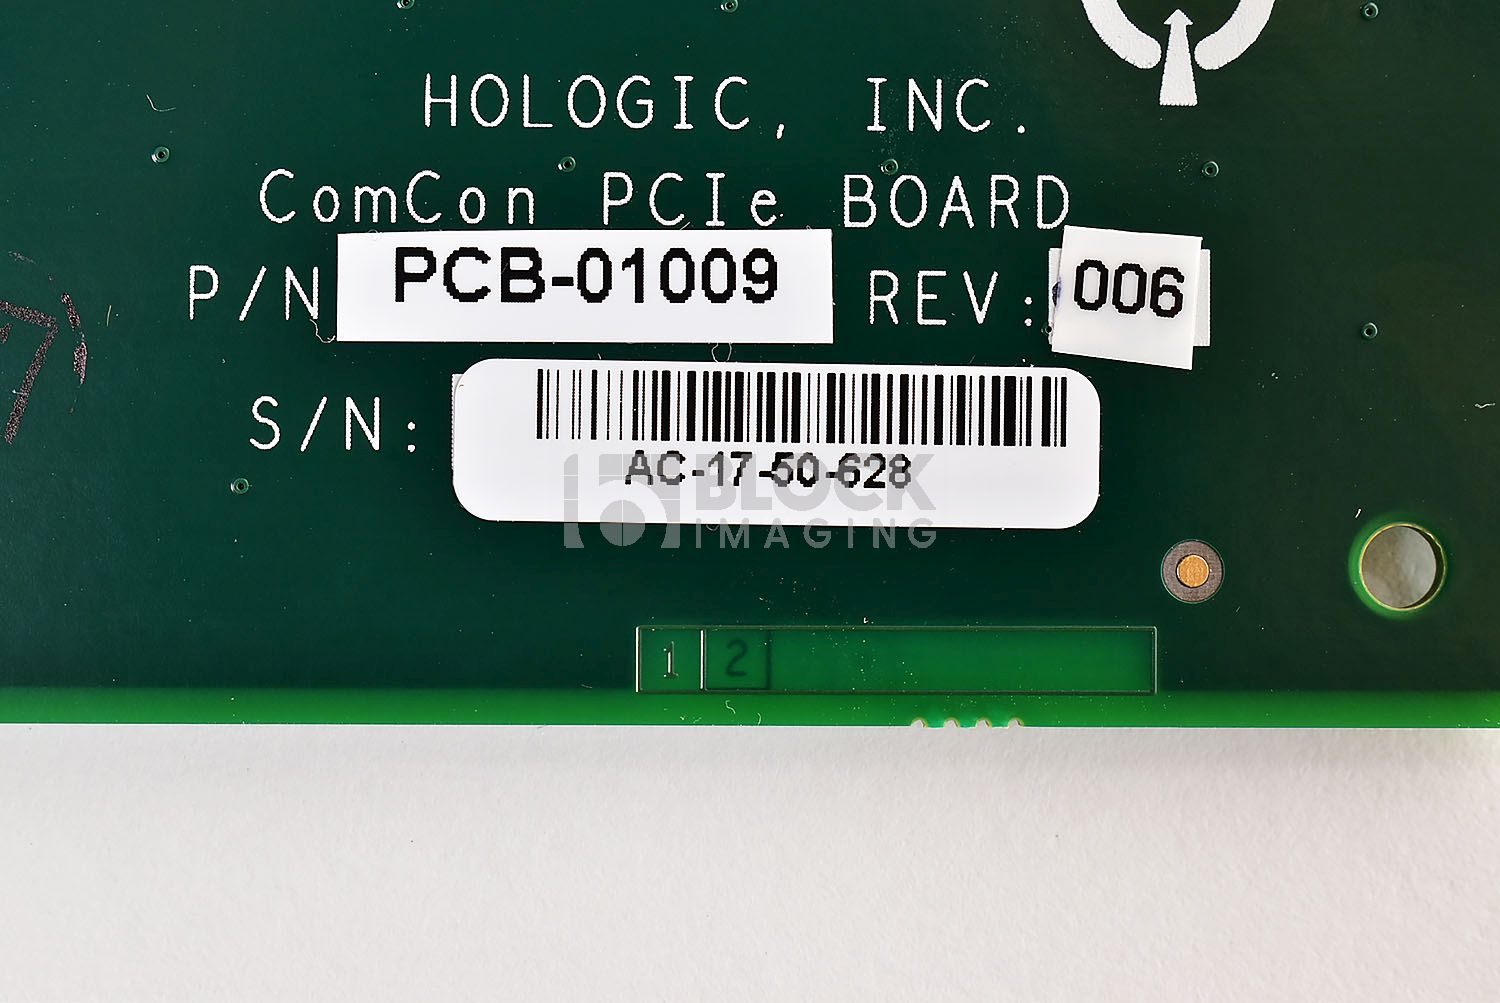 HOLOGIC, INC.
ComCon PCIe BOARD
P/N PCB-01009 REV: 006
S/N: AC-17-50-628
BLOCK
IMAGING
1 2